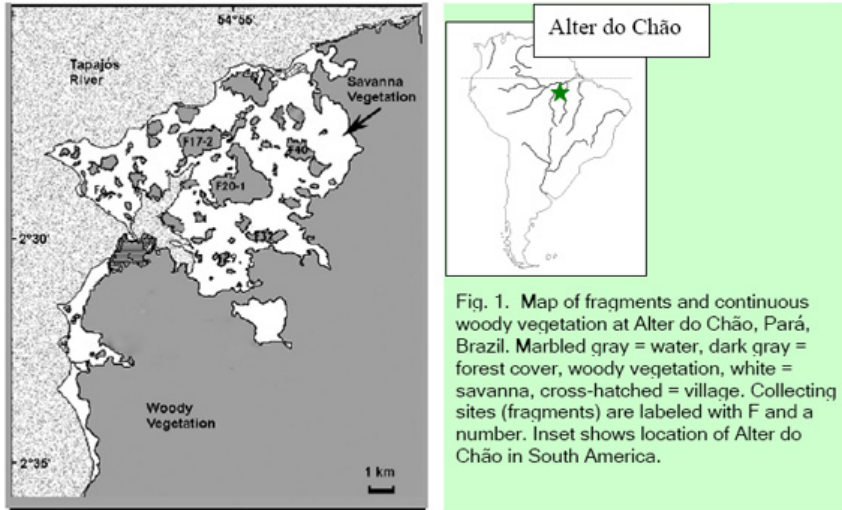 54°55'
Tapajós
River
Savanna
Vegetation
F17-2
F40
F6
F20-1
2°30'
F37
F29
Woody
Vegetation
2°35'
1 km
Alter do Chão
Fig. 1. Map of fragments and continuous
woody vegetation at Alter do Chão, Pará,
Brazil. Marbled gray = water, dark gray =
forest cover, woody vegetation, white =
savanna, cross-hatched = village. Collecting
sites (fragments) are labeled with F and a
number. Inset shows location of Alter do
Chão in South America.